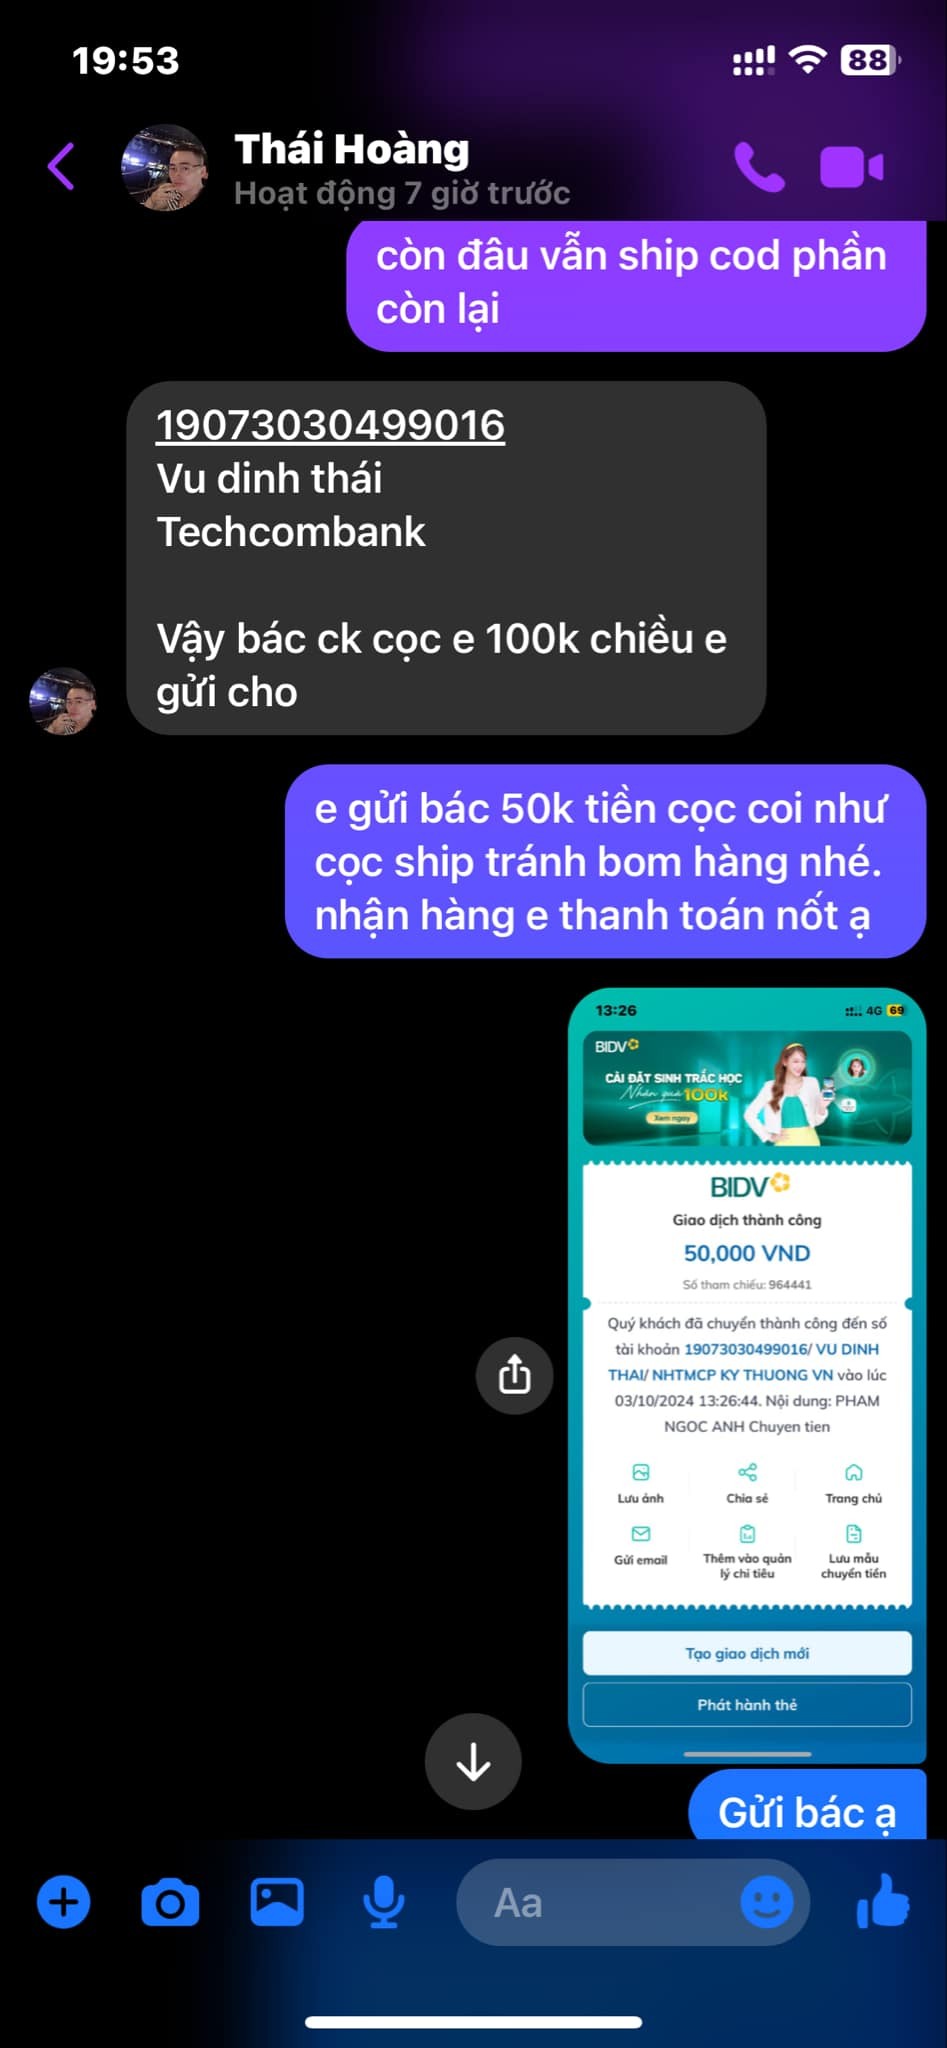 19:53
88
Thái Hoàng
Hoạt động 7 giờ trước
còn đâu vẫn ship cod phần
còn lại
19073030499016
Vu dinh thái
Techcombank
Vậy bác ck cọc e 100k chiều e
gửi cho
e gửi bác 50k tiền cọc coi như
cọc ship tránh bom hàng nhé.
nhận hàng e thanh toán nốt ạ
13:26
4G 69
BIDV
CÀI ĐẶT SINH TRẮC HỌC
Nhận quà 100k
Xem ngay
BIDV
Giao dịch thành công
50,000 VND
Số tham chiếu: 964441
Quý khách đã chuyển thành công đến số
tài khoản 19073030499016/ VU DINH
THAI/ NHTMCP KY THUONG VN vào lúc
03/10/2024 13:26:44. Nội dung: PHAM
NGOC ANH Chuyen tien
Lưu ảnh
Chia sẻ
Trang chủ
Gửi email
Thêm vào quản
lý chi tiêu
Lưu mẫu
chuyển tiền
Tạo giao dịch mới
Phát hành thẻ
Gửi bác ạ
Aa